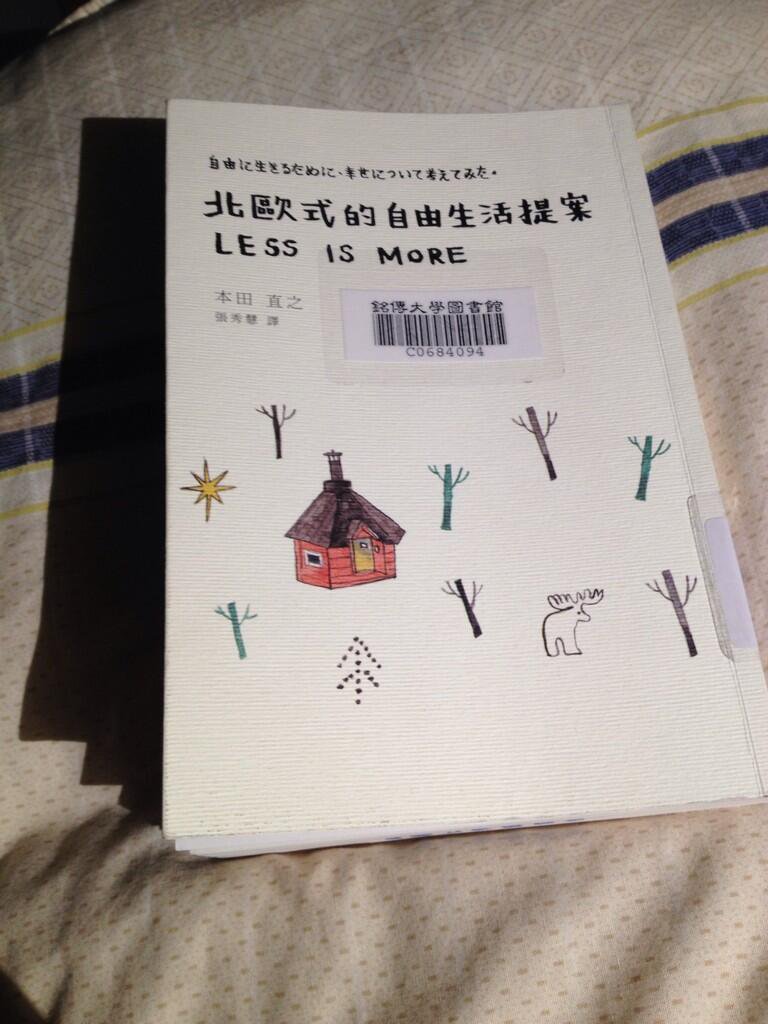 自由に生きるために、幸せについて考えてみた。
北歐式的自由生活提案
LESS IS MORE
本田 直之
張秀慧 譯
銘傳大學圖書館
C0684094